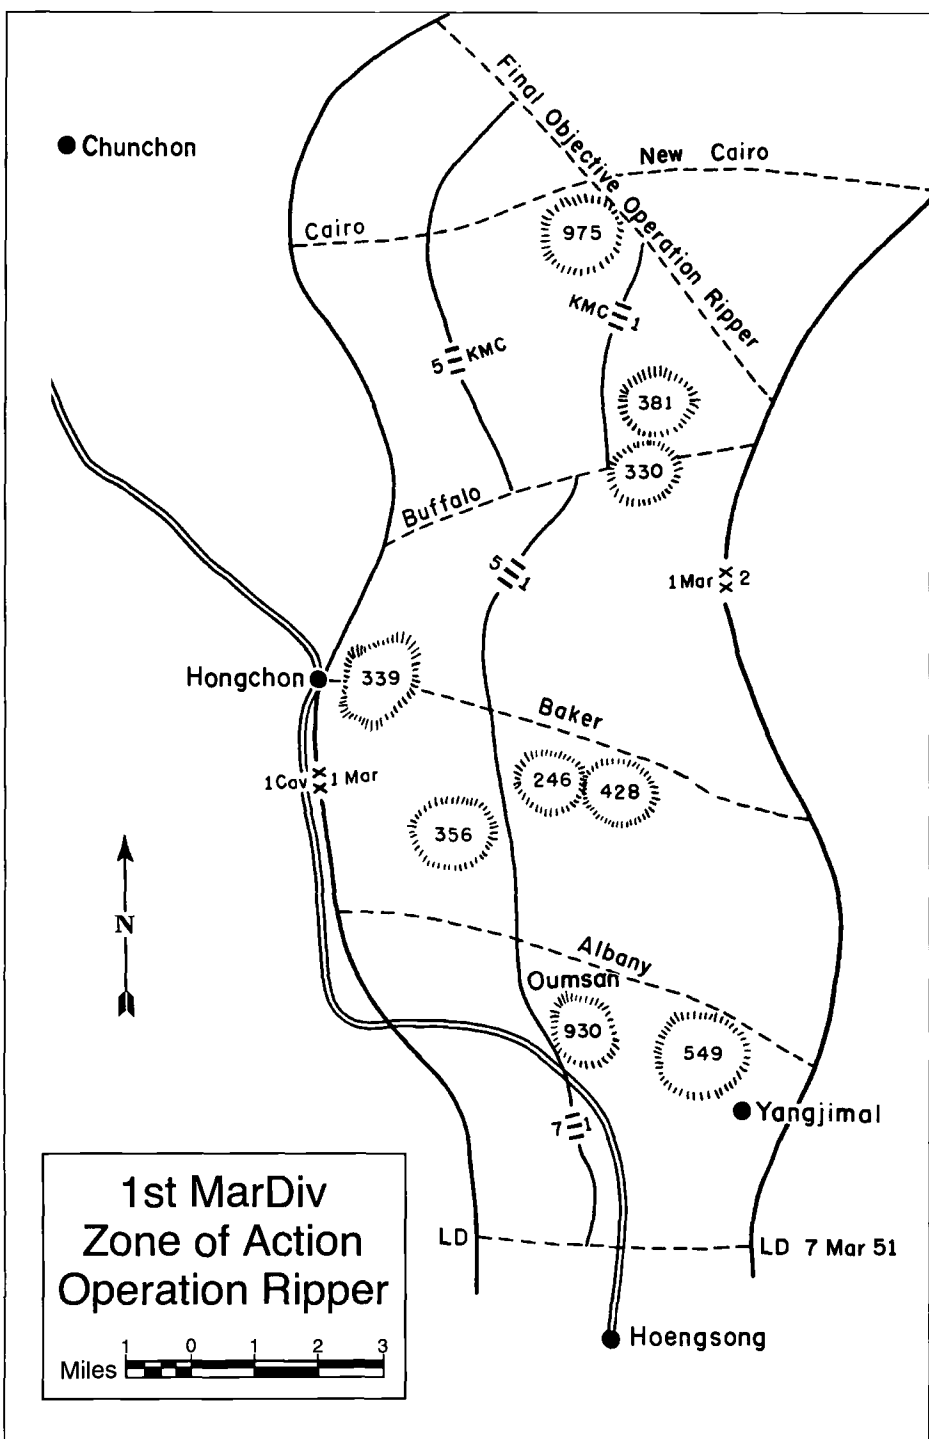 Chunchon
Final Objective Operation Ripper
New Cairo
Cairo
975
KMC 1
5 KMC
381
330
Buffalo
5 1
1 Mar 2
Hongchon
339
Baker
1 Cav 1 Mar
246
428
356
N
Albany
Oumsan
930
549
Yangjimal
7 1
1st MarDiv
Zone of Action
Operation Ripper
LD
LD 7 Mar 51
Hoengsong
1 0 1 2 3
Miles